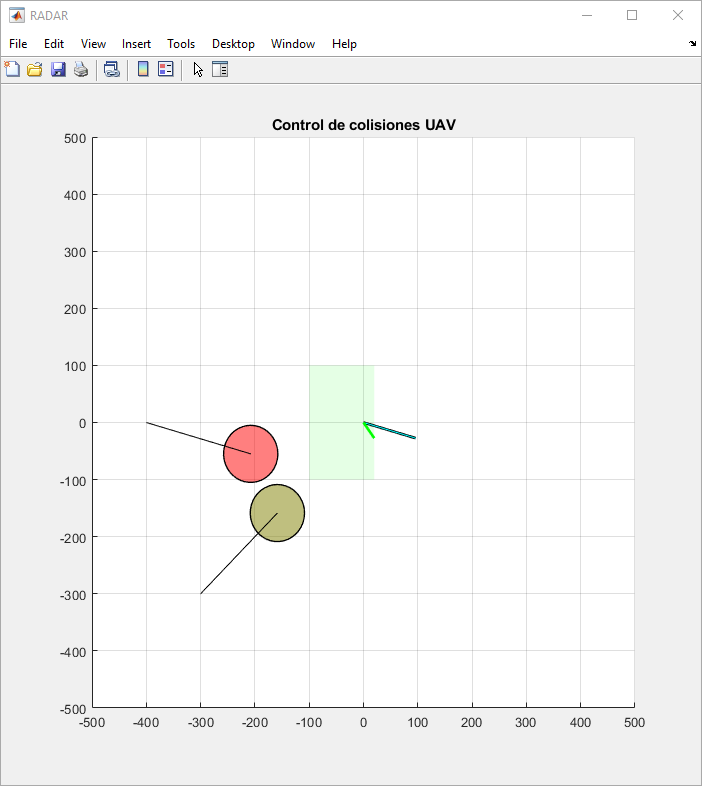 RADAR
File Edit View Insert Tools Desktop Window Help
Control de colisiones UAV
500
400
300
200
100
0
-100
-200
-300
-400
-500
-500 -400 -300 -200 -100 0 100 200 300 400 500